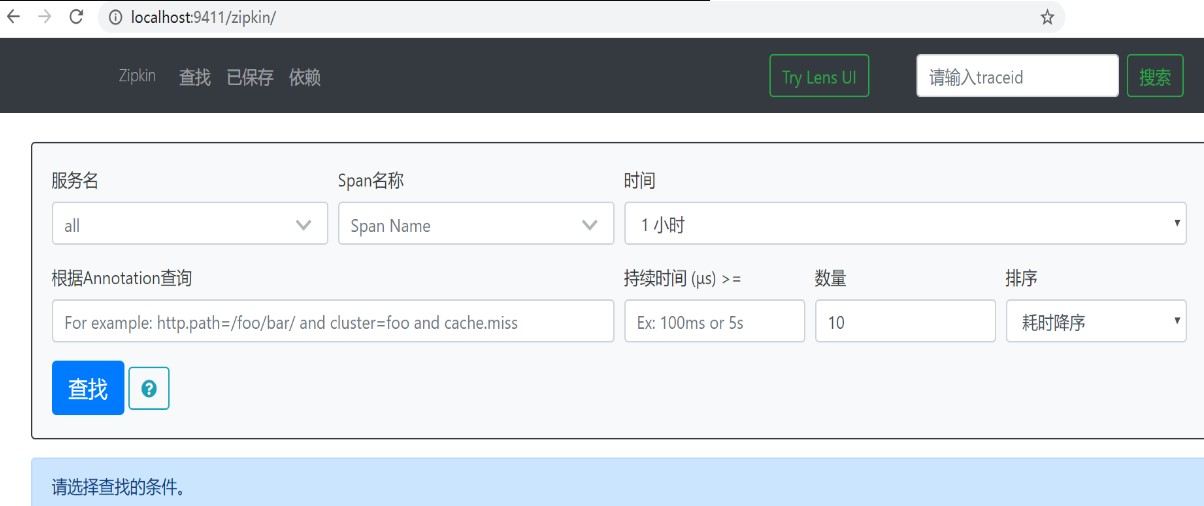 localhost:9411/zipkin/
Zipkin 查找 已保存 依赖 Try Lens UI 请输入traceid 搜索
服务名 Span名称 时间
all Span Name 1 小时
根据Annotation查询 持续时间 (μs) >= 数量 排序
For example: http.path=/foo/bar/ and cluster=foo and cache.miss Ex: 100ms or 5s 10 耗时降序
查找 ?
请选择查找的条件。